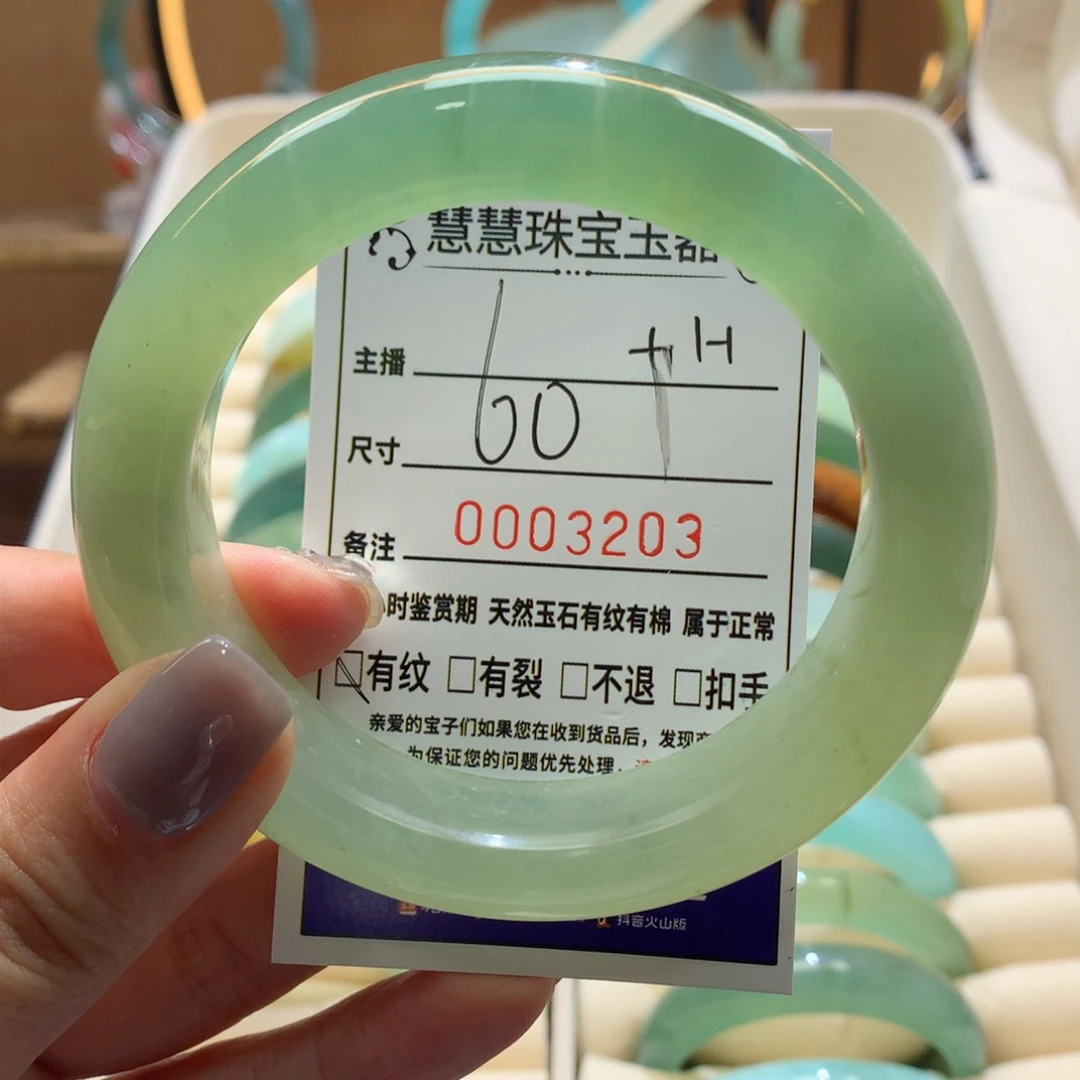 慧慧珠宝玉器
主播 +H
尺寸 60
备注 0003203
小时鉴赏期 天然玉石有纹有棉 属于正常
☐有纹 ☐有裂 ☐不退 ☐扣手
亲爱的宝子们如果您在收到货品后，发现
为保证您的问题优先处理，
抖音火山版